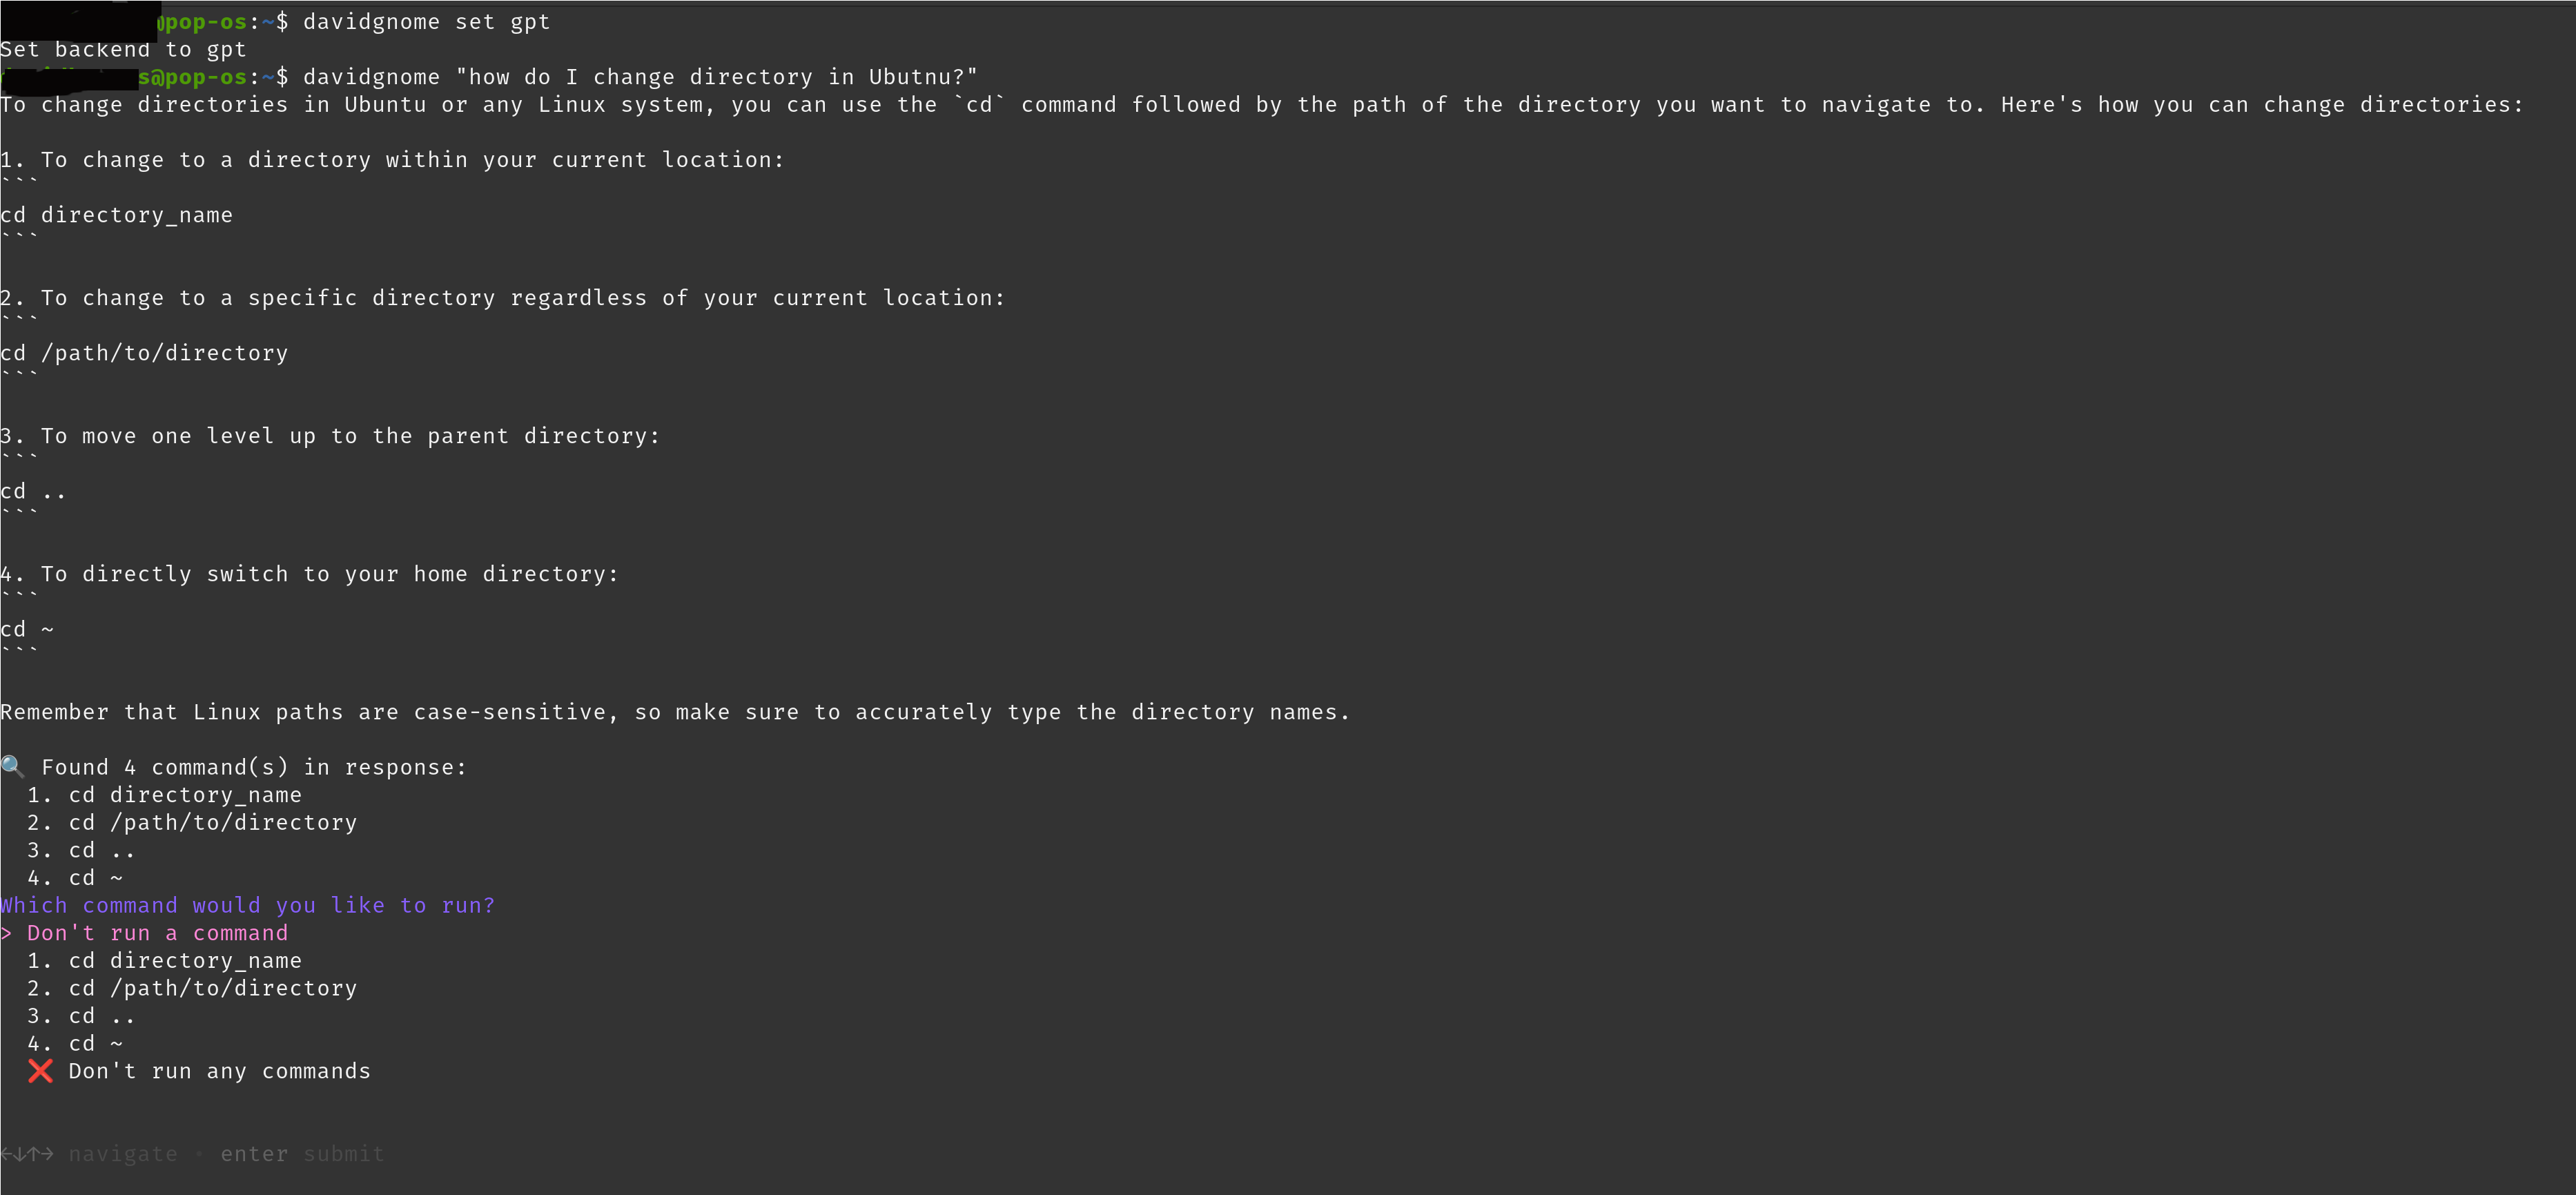 @pop-os:~$ davidgnome set gpt
Set backend to gpt
s@pop-os:~$ davidgnome "how do I change directory in Ubutnu?"
To change directories in Ubuntu or any Linux system, you can use the `cd` command followed by the path of the directory you want to navigate to. Here's how you can change directories:
1. To change to a directory within your current location:
```
cd directory_name
```
2. To change to a specific directory regardless of your current location:
```
cd /path/to/directory
```
3. To move one level up to the parent directory:
```
cd ..
```
4. To directly switch to your home directory:
```
cd ~
```
Remember that Linux paths are case-sensitive, so make sure to accurately type the directory names.
🔍 Found 4 command(s) in response:
1. cd directory_name
2. cd /path/to/directory
3. cd ..
4. cd ~
Which command would you like to run?
> Don't run a command
1. cd directory_name
2. cd /path/to/directory
3. cd ..
4. cd ~
❌ Don't run any commands
←↓↑→ navigate • enter submit